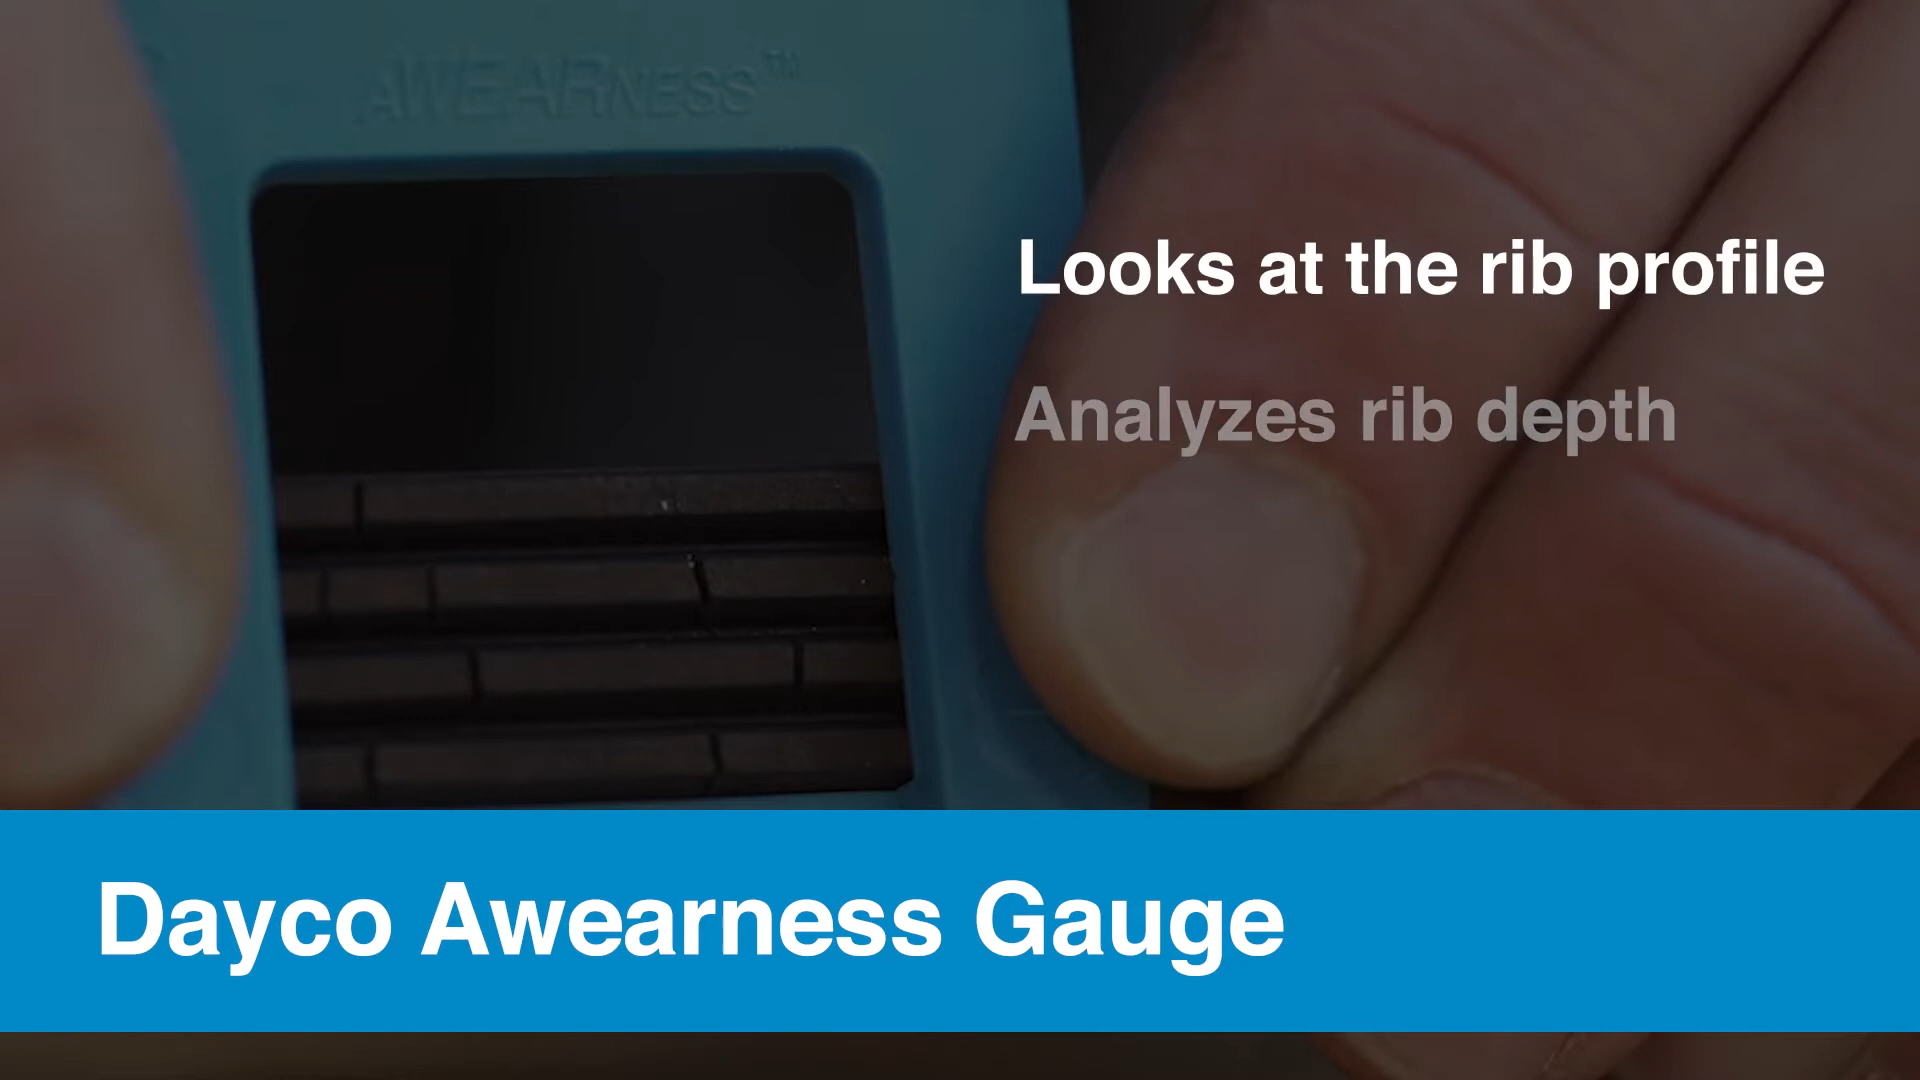 AWEARNESS™
Looks at the rib profile
Analyzes rib depth
Dayco Awearness Gauge